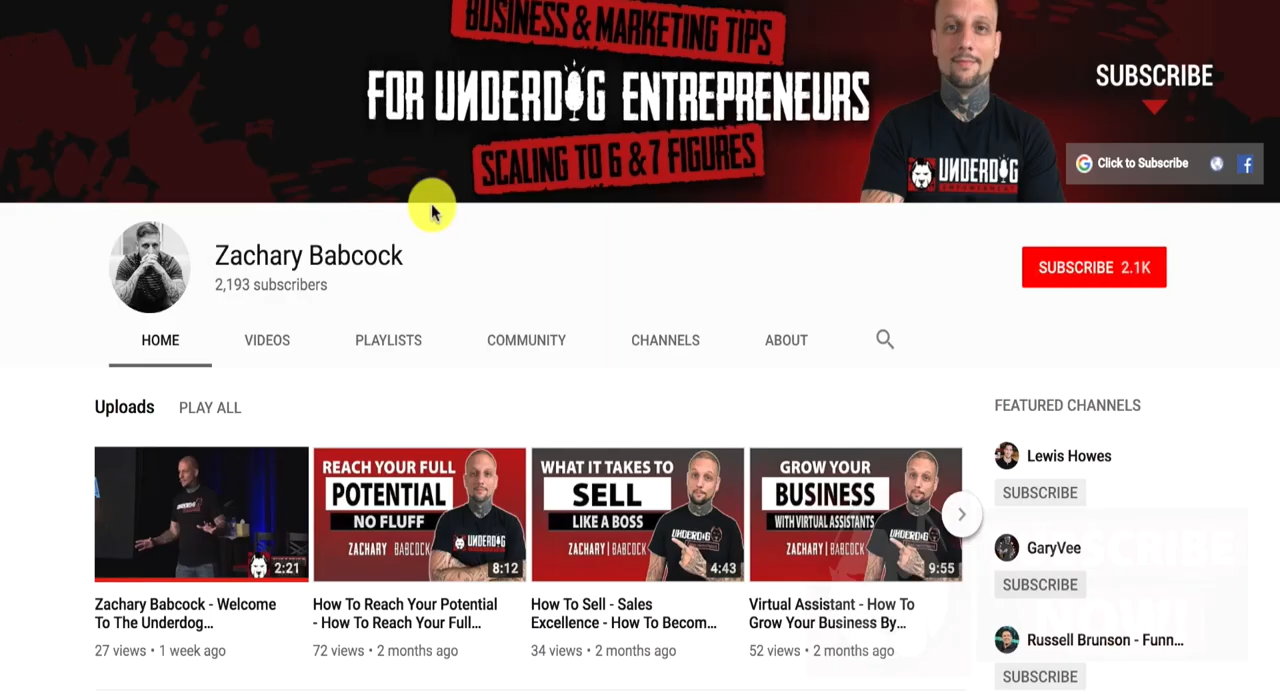 BUSINESS & MARKETING TIPS
FOR UNDERDOG ENTREPRENEURS
SCALING TO 6 & 7 FIGURES
SUBSCRIBE
UNDERDOG
EMPOWERMENT
Click to Subscribe
Zachary Babcock
2,193 subscribers
SUBSCRIBE 2.1K
HOME VIDEOS PLAYLISTS COMMUNITY CHANNELS ABOUT
Uploads PLAY ALL
FEATURED CHANNELS
REACH YOUR FULL
POTENTIAL
NO FLUFF
ZACHARY BABCOCK
UNDERDOG
WHAT IT TAKES TO
SELL
LIKE A BOSS
ZACHARY | BABCOCK
UNDERDOG
GROW YOUR
BUSINESS
WITH VIRTUAL ASSISTANTS
ZACHARY | BABCOCK
UNDERDOG
2:21
8:12
4:43
9:55
Zachary Babcock - Welcome
To The Underdog...
27 views • 1 week ago
How To Reach Your Potential
- How To Reach Your Full...
72 views • 2 months ago
How To Sell - Sales
Excellence - How To Becom...
34 views • 2 months ago
Virtual Assistant - How To
Grow Your Business By...
52 views • 2 months ago
Lewis Howes
SUBSCRIBE
GaryVee
SUBSCRIBE
Russell Brunson - Funn...
SUBSCRIBE
SUBSCRIBE
NOW!